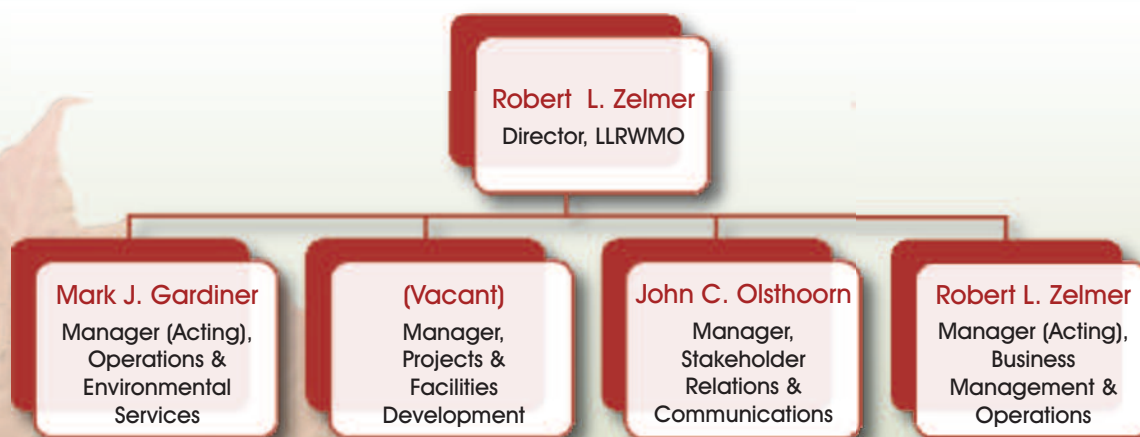 Robert L. Zelmer
Director, LLRWMO
Mark J. Gardiner
Manager (Acting),
Operations &
Environmental
Services
(Vacant)
Manager,
Projects &
Facilities
Development
John C. Olsthoorn
Manager,
Stakeholder
Relations &
Communications
Robert L. Zelmer
Manager (Acting),
Business
Management &
Operations